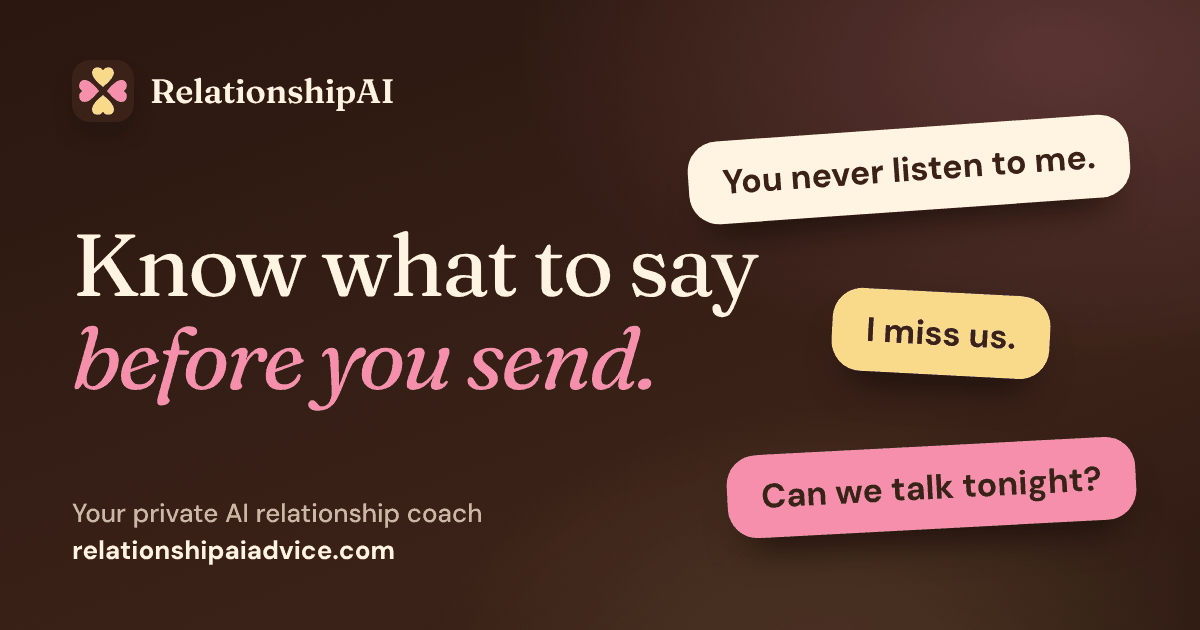 RelationshipAI
Know what to say
before you send.
Your private AI relationship coach
relationshipaiadvice.com
You never listen to me.
I miss us.
Can we talk tonight?